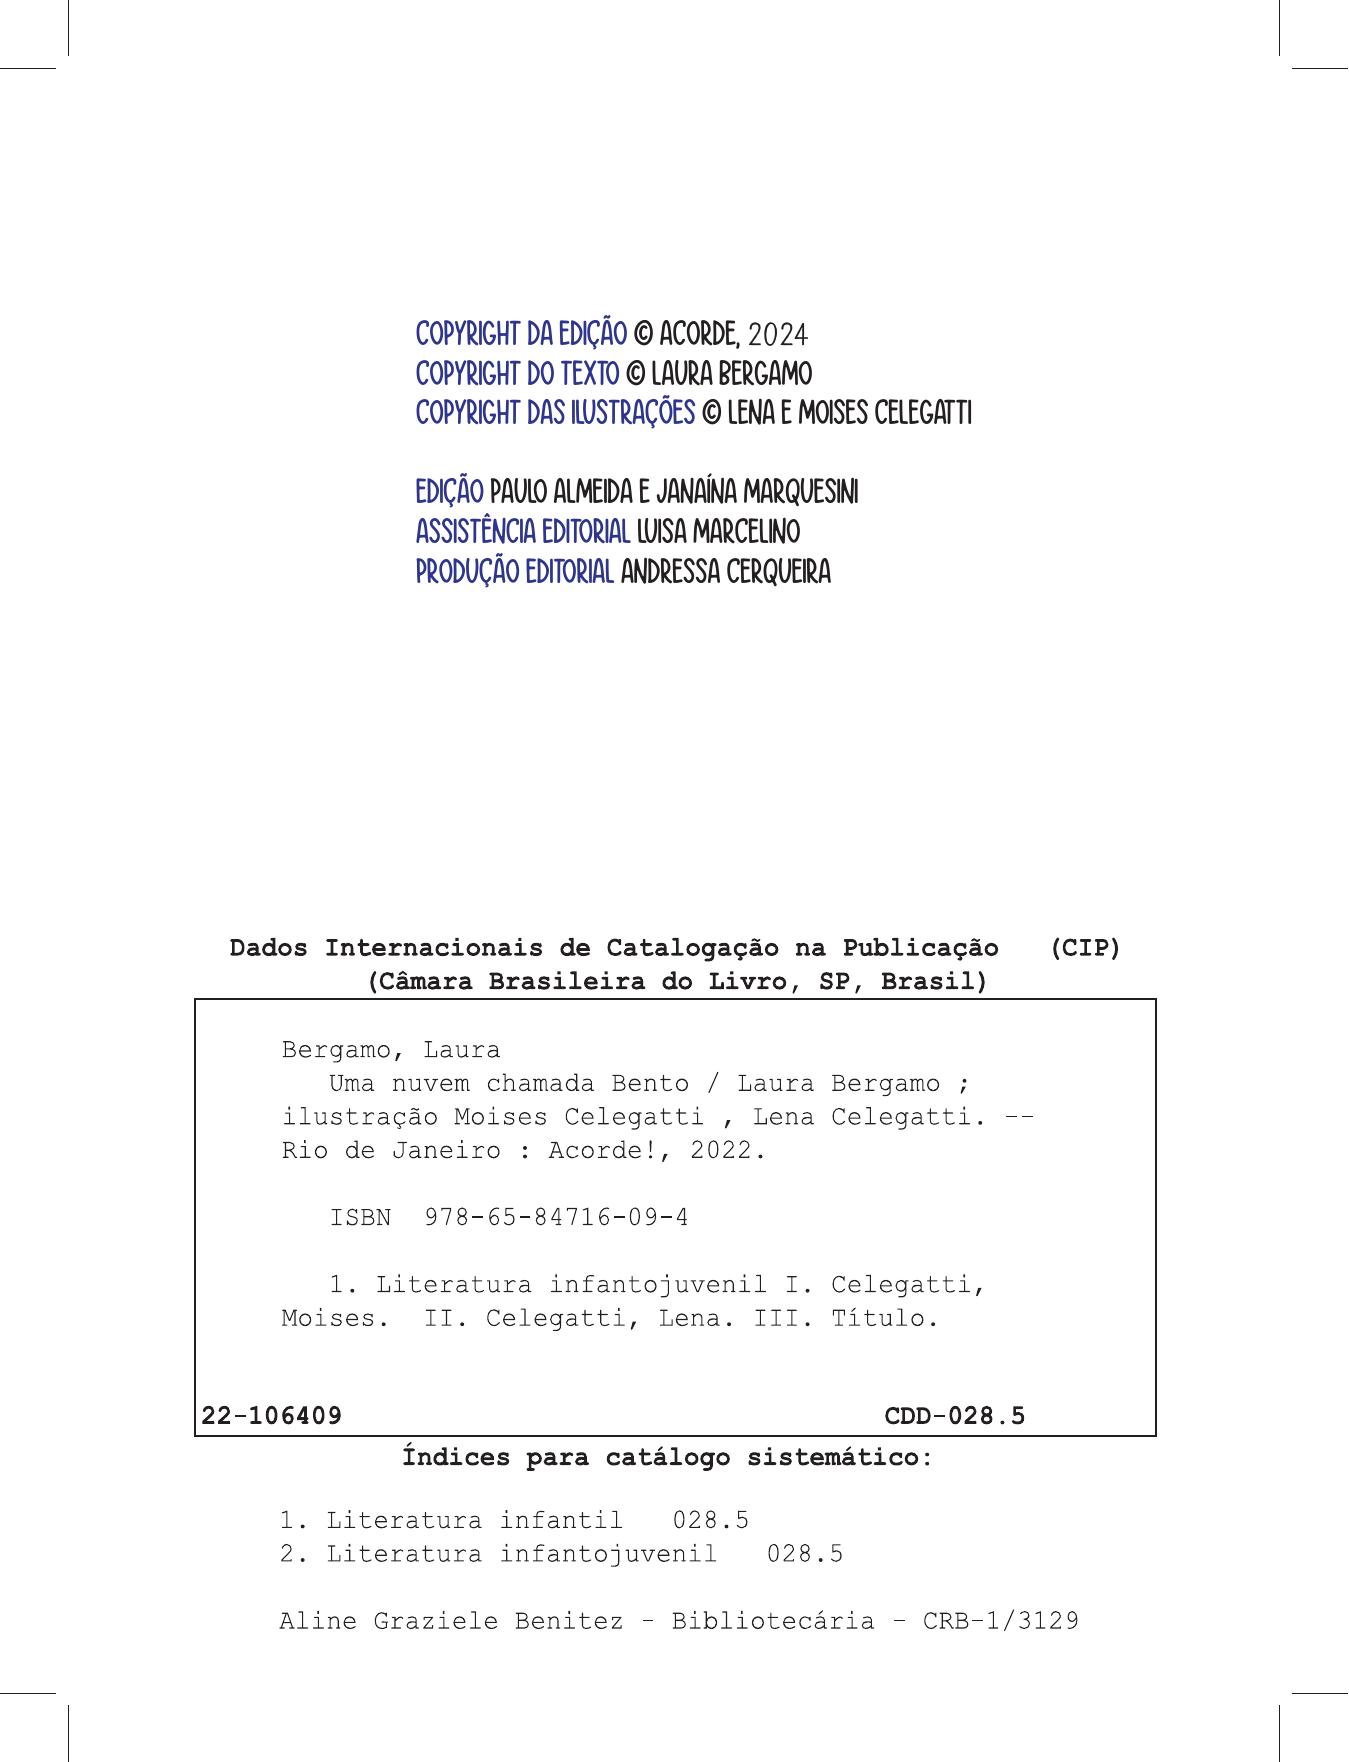 COPYRIGHT DA EDIÇÃO © ACORDE, 2024
COPYRIGHT DO TEXTO © LAURA BERGAMO
COPYRIGHT DAS ILUSTRAÇÕES © LENA E MOISES CELEGATTI
EDIÇÃO PAULO ALMEIDA E JANAÍNA MARQUESINI
ASSISTÊNCIA EDITORIAL LUISA MARCELINO
PRODUÇÃO EDITORIAL ANDRESSA CERQUEIRA
Dados Internacionais de Catalogação na Publicação (CIP)
(Câmara Brasileira do Livro, SP, Brasil)
Bergamo, Laura
Uma nuvem chamada Bento / Laura Bergamo ;
ilustração Moises Celegatti , Lena Celegatti. --
Rio de Janeiro : Acorde!, 2022.
ISBN 978-65-84716-09-4
1. Literatura infantojuvenil I. Celegatti,
Moises. II. Celegatti, Lena. III. Título.
22-106409 CDD-028.5
Índices para catálogo sistemático:
1. Literatura infantil 028.5
2. Literatura infantojuvenil 028.5
Aline Graziele Benitez - Bibliotecária - CRB-1/3129